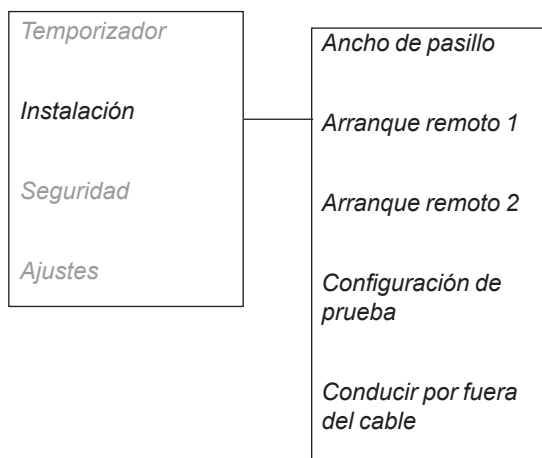 Temporizador
Instalación
Seguridad
Ajustes
Ancho de pasillo
Arranque remoto 1
Arranque remoto 2
Configuración de
prueba
Conducir por fuera
del cable